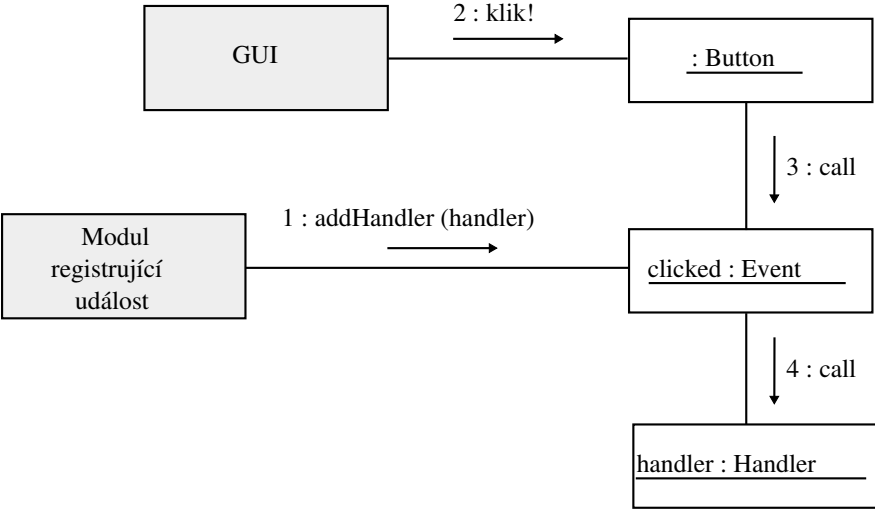 2 : klik!
GUI
: Button
3 : call
1 : addHandler (handler)
Modul
registrující
událost
clicked : Event
4 : call
handler : Handler